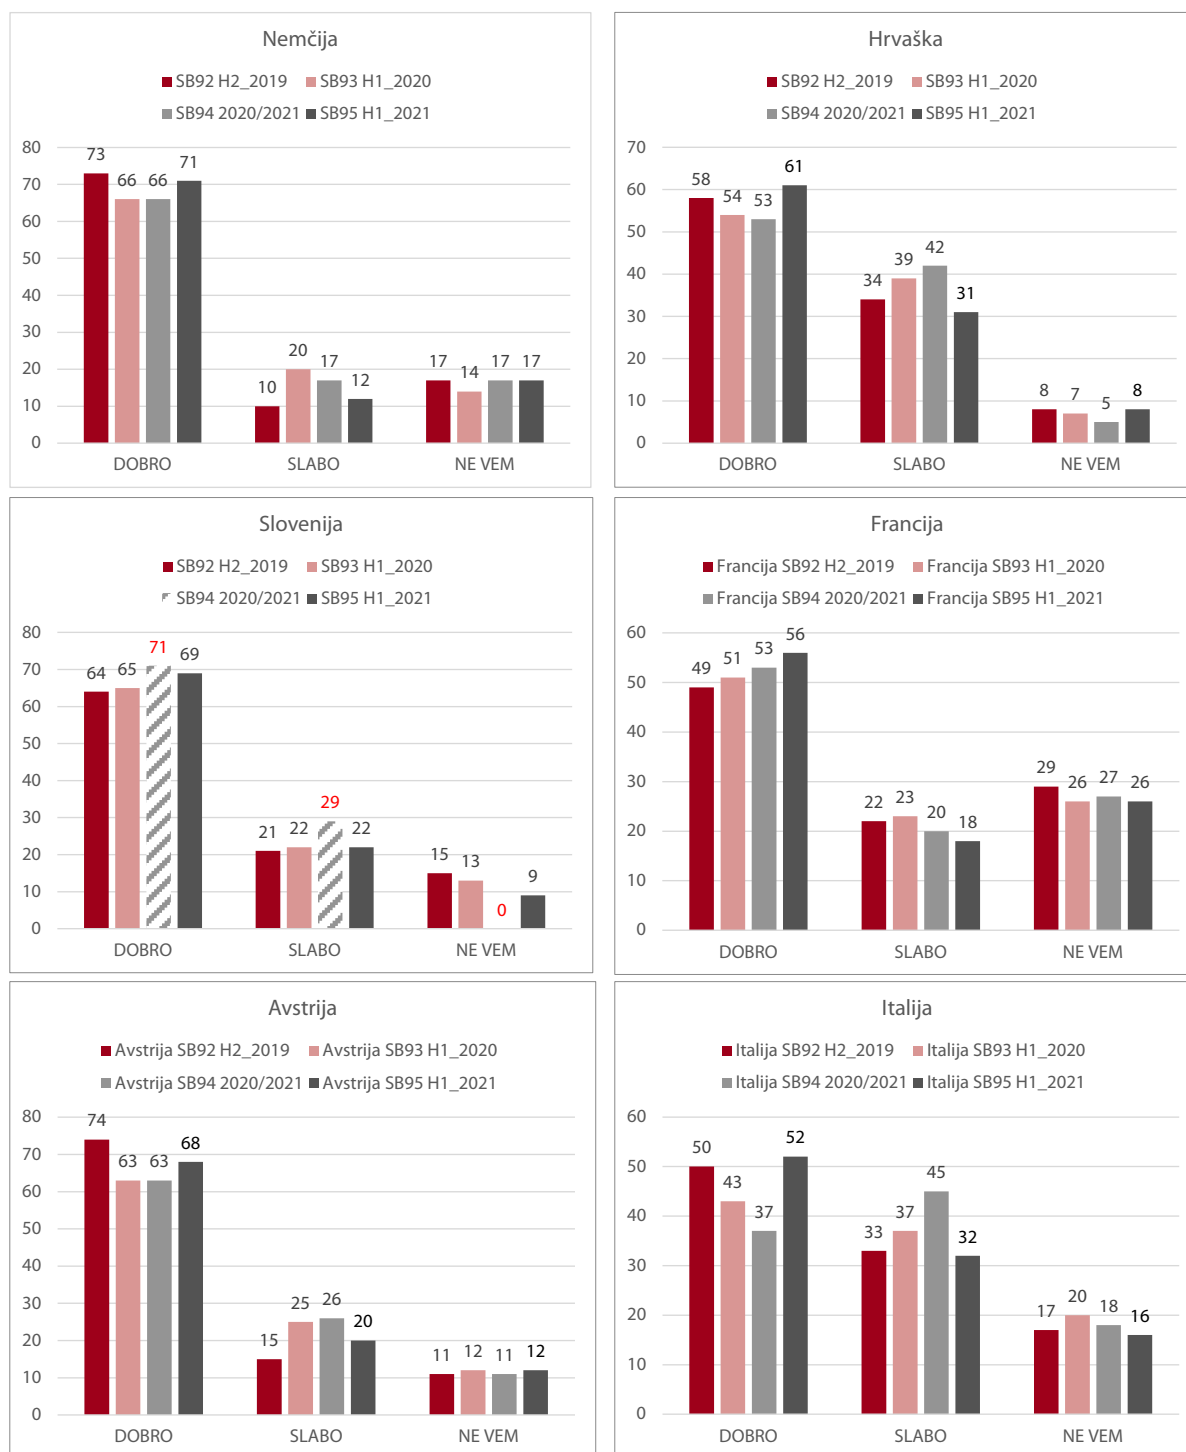 Nemčija
SB92 H2_2019 SB93 H1_2020
SB94 2020/2021 SB95 H1_2021
80
70
60
50
40
30
20
10
0
73 66 66 71
10 20 17 12
17 14 17 17
DOBRO SLABO NE VEM
Hrvaška
SB92 H2_2019 SB93 H1_2020
SB94 2020/2021 SB95 H1_2021
70
60
50
40
30
20
10
0
58 54 53 61
34 39 42 31
8 7 5 8
DOBRO SLABO NE VEM
Slovenija
SB92 H2_2019 SB93 H1_2020
SB94 2020/2021 SB95 H1_2021
80
70
60
50
40
30
20
10
0
64 65 71 69
21 22 29 22
15 13 0 9
DOBRO SLABO NE VEM
Francija
Francija SB92 H2_2019 Francija SB93 H1_2020
Francija SB94 2020/2021 Francija SB95 H1_2021
60
50
40
30
20
10
0
49 51 53 56
22 23 20 18
29 26 27 26
DOBRO SLABO NE VEM
Avstrija
Avstrija SB92 H2_2019 Avstrija SB93 H1_2020
Avstrija SB94 2020/2021 Avstrija SB95 H1_2021
80
70
60
50
40
30
20
10
0
74 63 63 68
15 25 26 20
11 12 11 12
DOBRO SLABO NE VEM
Italija
Italija SB92 H2_2019 Italija SB93 H1_2020
Italija SB94 2020/2021 Italija SB95 H1_2021
60
50
40
30
20
10
0
50 43 37 52
33 37 45 32
17 20 18 16
DOBRO SLABO NE VEM